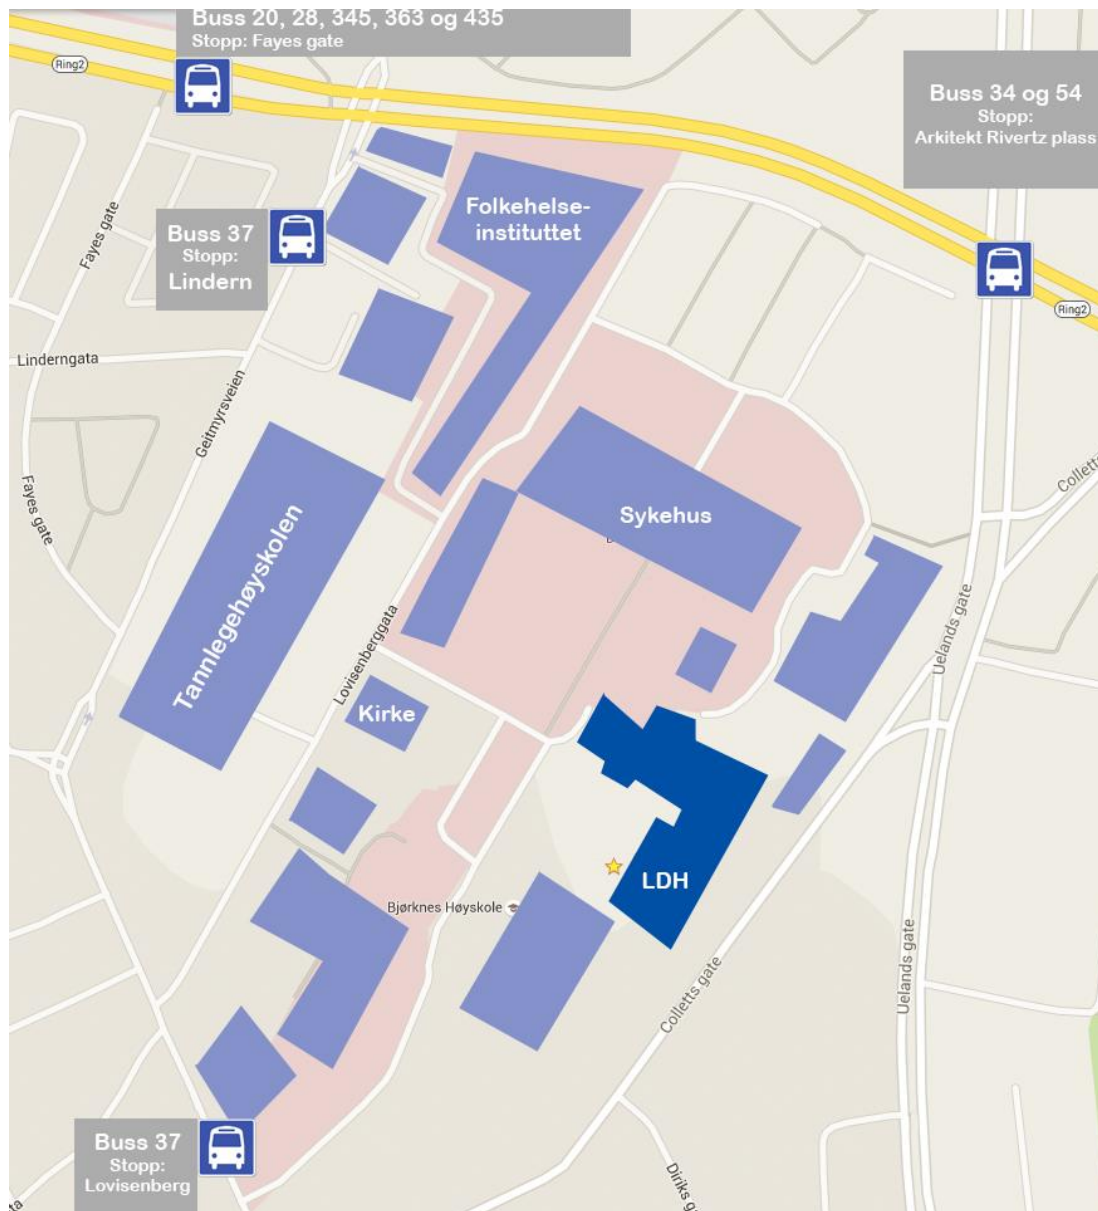 Buss 20, 28, 345, 363 og 435
Stopp: Fayes gate
Ring2
Buss 34 og 54
Stopp:
Arkitekt Rivertz plass
Folkehelse-
instituttet
Buss 37
Stopp:
Lindern
Fayes gate
Ring2
Linderngata
Geitmyrsveien
Fayes gate
Colletts
Sykehus
Tannlegehøyskolen
Lovisenberggata
Uelands gate
Kirke
LDH
Bjørknes Høyskole
Uelands gate
Colletts gate
Buss 37
Stopp:
Lovisenberg
Diriks g